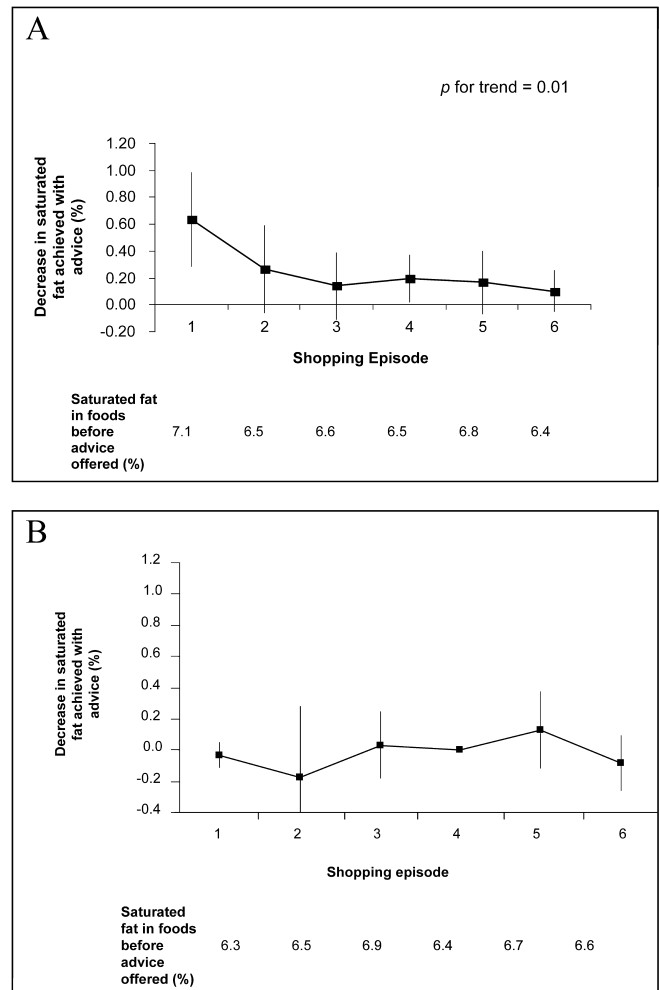 A
p for trend = 0.01
Decrease in saturated
fat achieved with
advice (%)
1.20
1.00
0.80
0.60
0.40
0.20
0.00
-0.20
1 2 3 4 5 6
Shopping Episode
Saturated fat
in foods
before 7.1 6.5 6.6 6.5 6.8 6.4
advice
offered (%)
B
Decrease in saturated
fat achieved with
advice (%)
1.2
1.0
0.8
0.6
0.4
0.2
0.0
-0.2
-0.4
1 2 3 4 5 6
Shopping episode
Saturated
fat in foods
before 6.3 6.5 6.9 6.4 6.7 6.6
advice
offered (%)